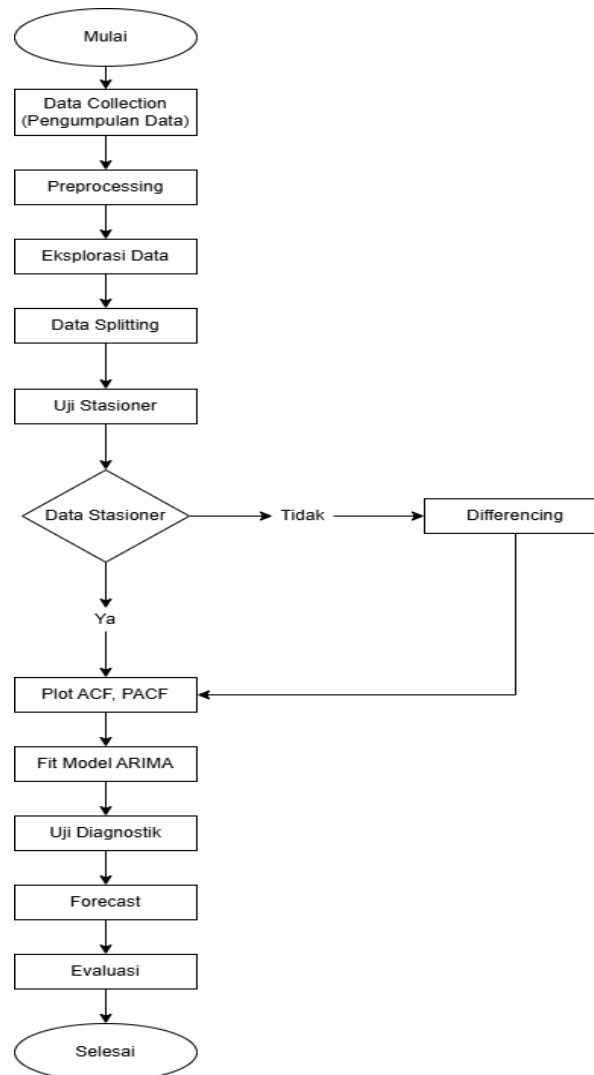 Mulai
Data Collection
(Pengumpulan Data)
Preprocessing
Eksplorasi Data
Data Splitting
Uji Stasioner
Data Stasioner
Tidak
Differencing
Ya
Plot ACF, PACF
Fit Model ARIMA
Uji Diagnostik
Forecast
Evaluasi
Selesai